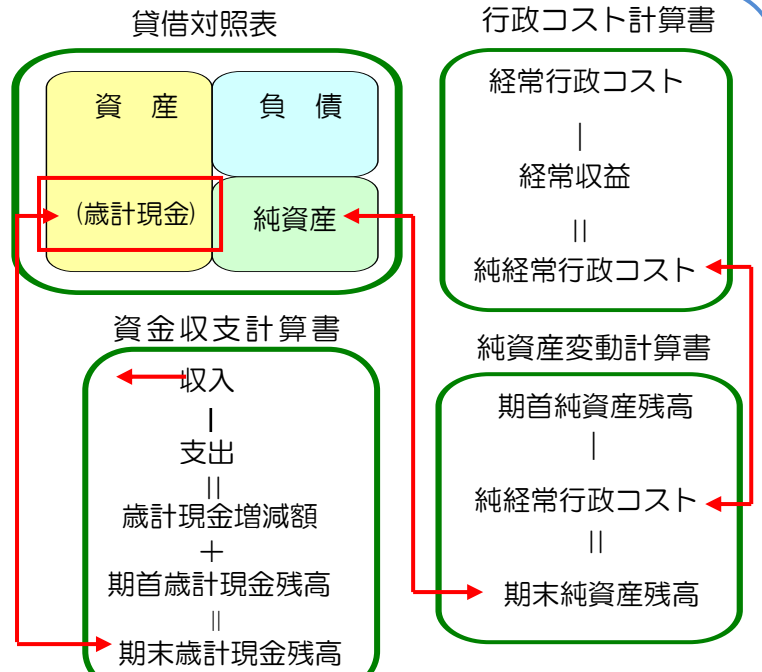 貸借対照表
資 産
負 債
(歳計現金)
純資産
行政コスト計算書
経常行政コスト
|
経常収益
||
純経常行政コスト
資金収支計算書
収入
|
支出
||
歳計現金増減額
+
期首歳計現金残高
||
期末歳計現金残高
純資産変動計算書
期首純資産残高
|
純経常行政コスト
||
期末純資産残高